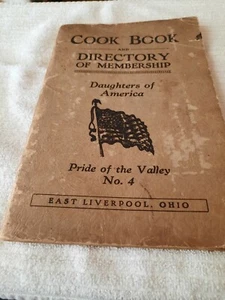 COOK BOOK
AND
DIRECTORY
OF MEMBERSHIP
Daughters of
America
Pride of the Valley
No. 4
EAST LIVERPOOL, OHIO